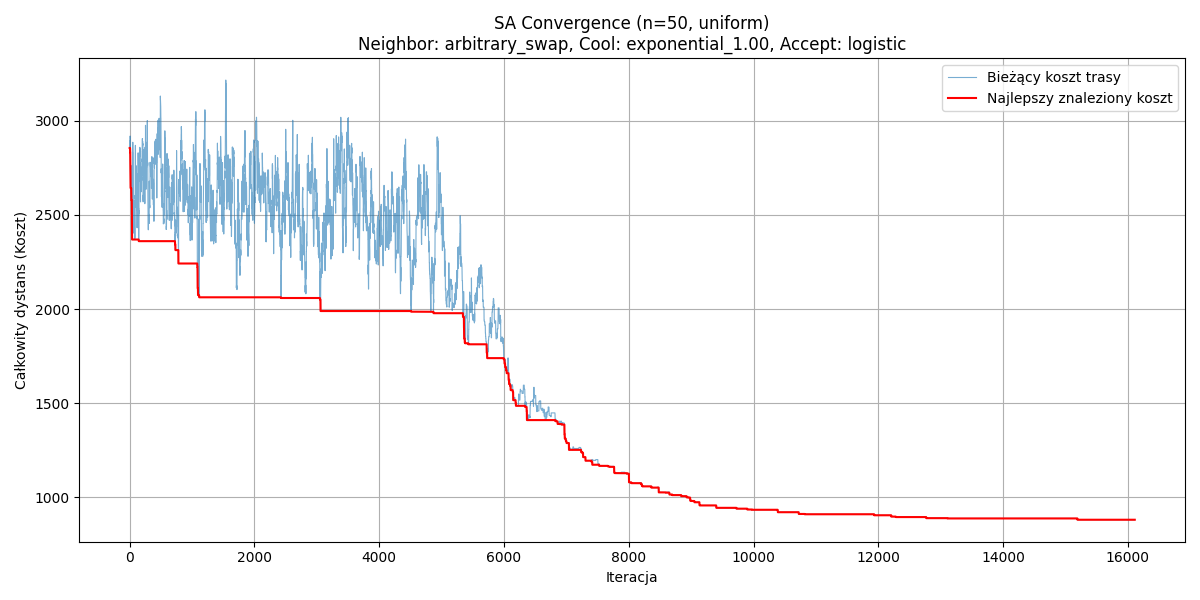 SA Convergence (n=50, uniform)
Neighbor: arbitrary_swap, Cool: exponential_1.00, Accept: logistic
Bieżący koszt trasy
Najlepszy znaleziony koszt
Całkowity dystans (Koszt)
3000
2500
2000
1500
1000
0 2000 4000 6000 8000 10000 12000 14000 16000
Iteracja